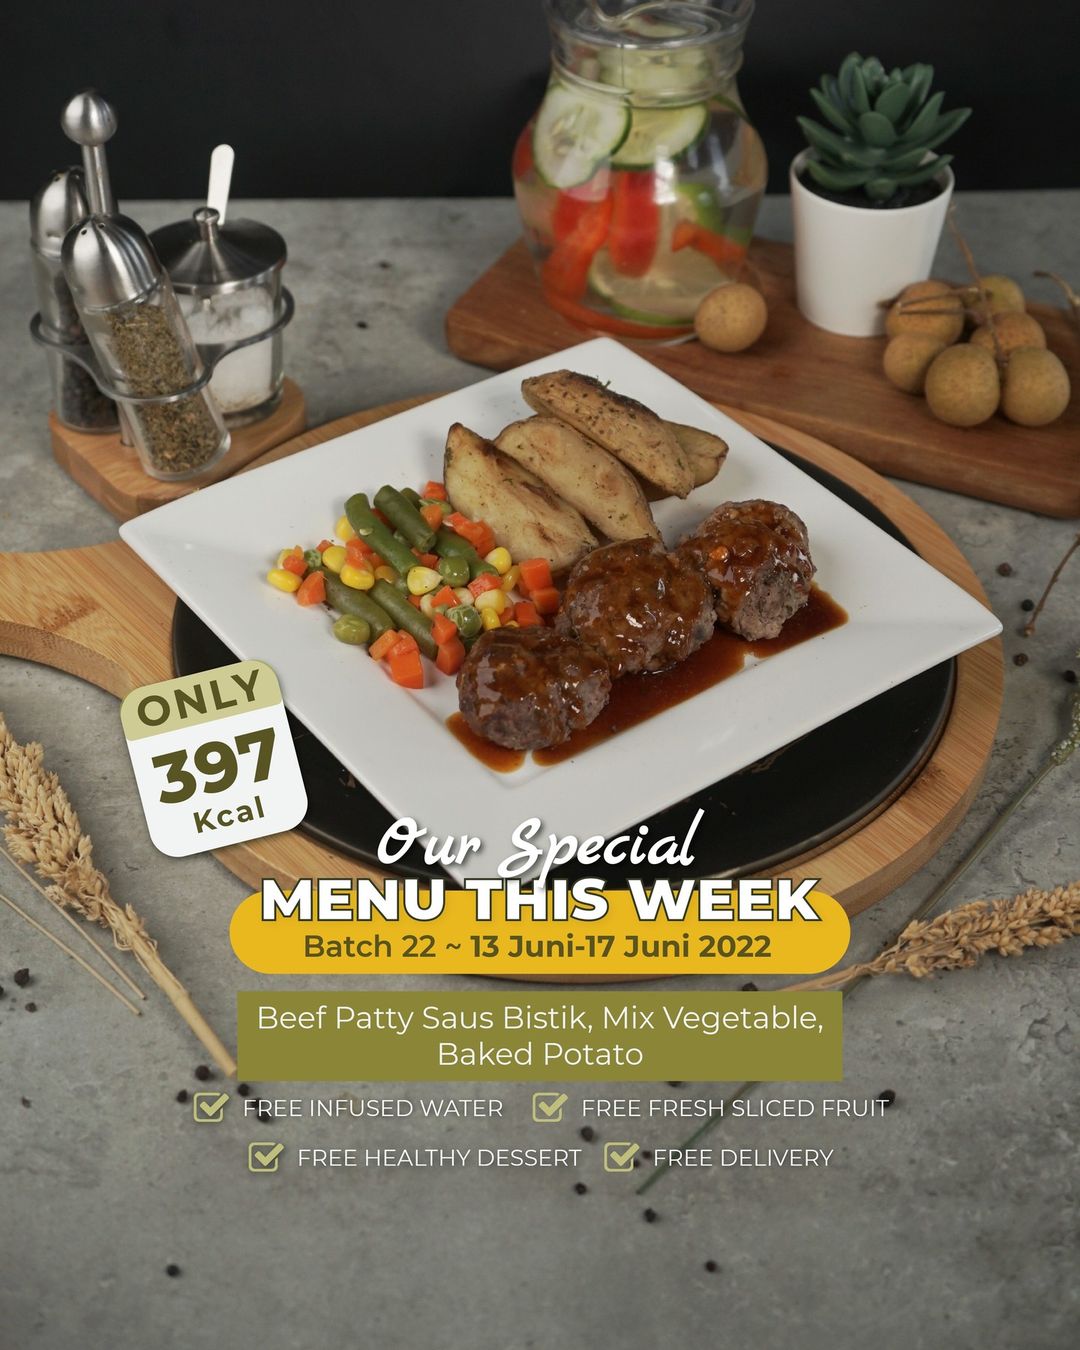 ONLY
397
Kcal
Our Special
MENU THIS WEEK
Batch 22 ~ 13 Juni-17 Juni 2022
Beef Patty Saus Bistik, Mix Vegetable,
Baked Potato
FREE INFUSED WATER FREE FRESH SLICED FRUIT
FREE HEALTHY DESSERT FREE DELIVERY